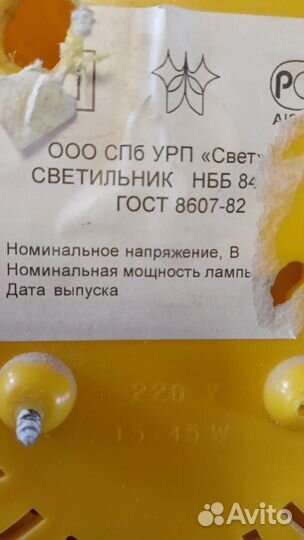 ООО СПб УРП «Свет»
СВЕТИЛЬНИК НББ 84
ГОСТ 8607-82
Номинальное напряжение, В
Номинальная мощность лампы
Дата выпуска
220 V
15-45W
Avito